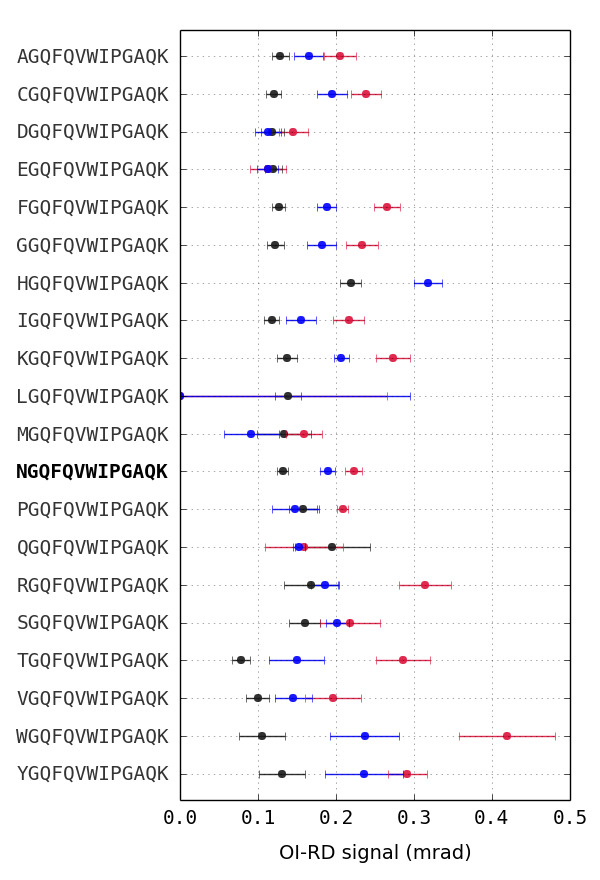 AGQFQVWIPGAQK
CGQFQVWIPGAQK
DGQFQVWIPGAQK
EGQFQVWIPGAQK
FGQFQVWIPGAQK
GGQFQVWIPGAQK
HGQFQVWIPGAQK
IGQFQVWIPGAQK
KGQFQVWIPGAQK
LGQFQVWIPGAQK
MGQFQVWIPGAQK
NGQFQVWIPGAQK
PGQFQVWIPGAQK
QGQFQVWIPGAQK
RGQFQVWIPGAQK
SGQFQVWIPGAQK
TGQFQVWIPGAQK
VGQFQVWIPGAQK
WGQFQVWIPGAQK
YGQFQVWIPGAQK
0.0 0.1 0.2 0.3 0.4 0.5
OI-RD signal (mrad)